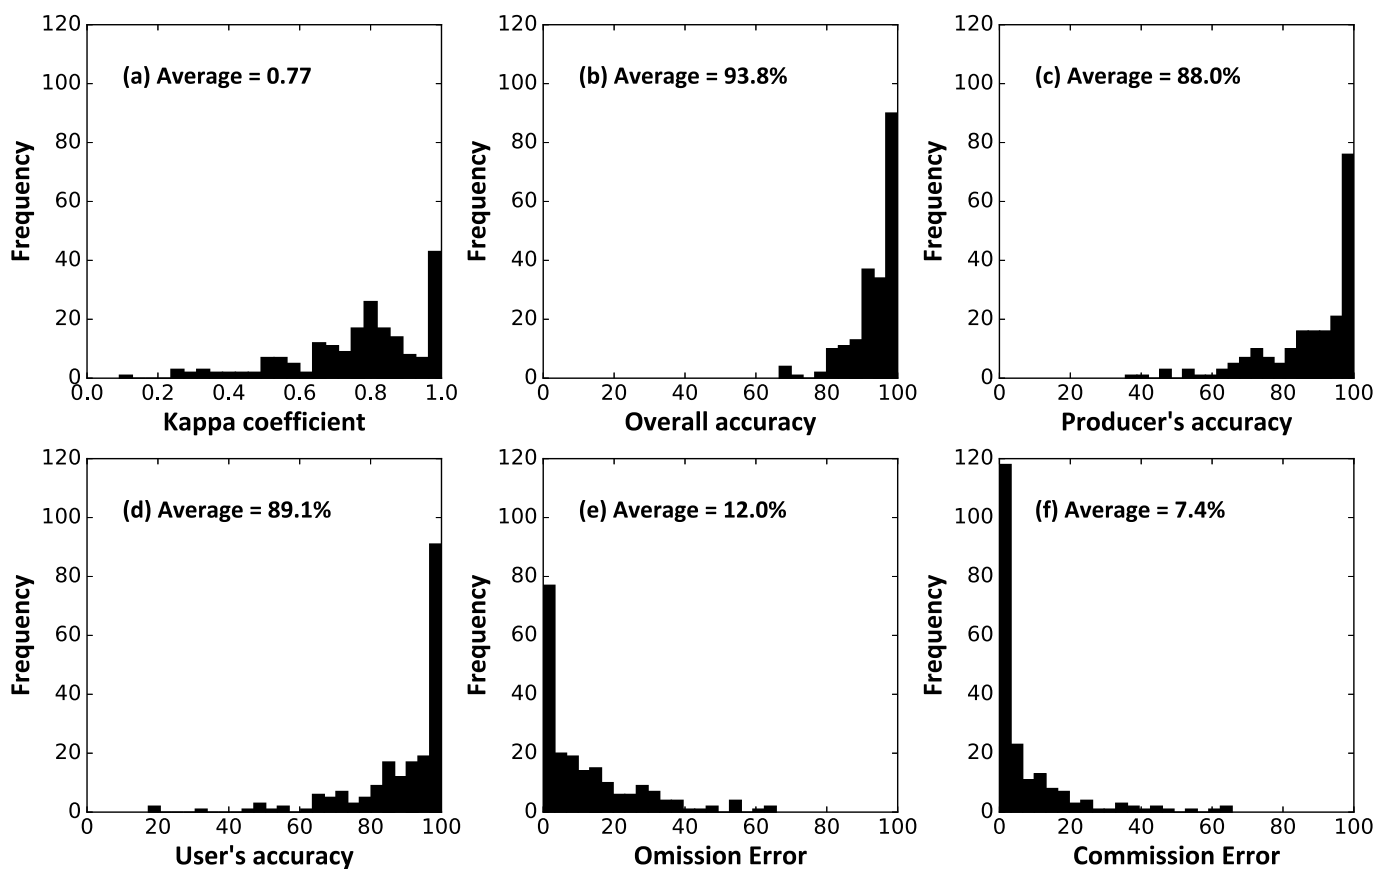 120
100
80
60
40
20
0
Frequency
(a) Average = 0.77
0.0 0.2 0.4 0.6 0.8 1.0
Kappa coefficient
120
100
80
60
40
20
0
Frequency
(b) Average = 93.8%
0 20 40 60 80 100
Overall accuracy
120
100
80
60
40
20
0
Frequency
(c) Average = 88.0%
0 20 40 60 80 100
Producer's accuracy
120
100
80
60
40
20
0
Frequency
(d) Average = 89.1%
0 20 40 60 80 100
User's accuracy
120
100
80
60
40
20
0
Frequency
(e) Average = 12.0%
0 20 40 60 80 100
Omission Error
120
100
80
60
40
20
0
Frequency
(f) Average = 7.4%
0 20 40 60 80 100
Commission Error